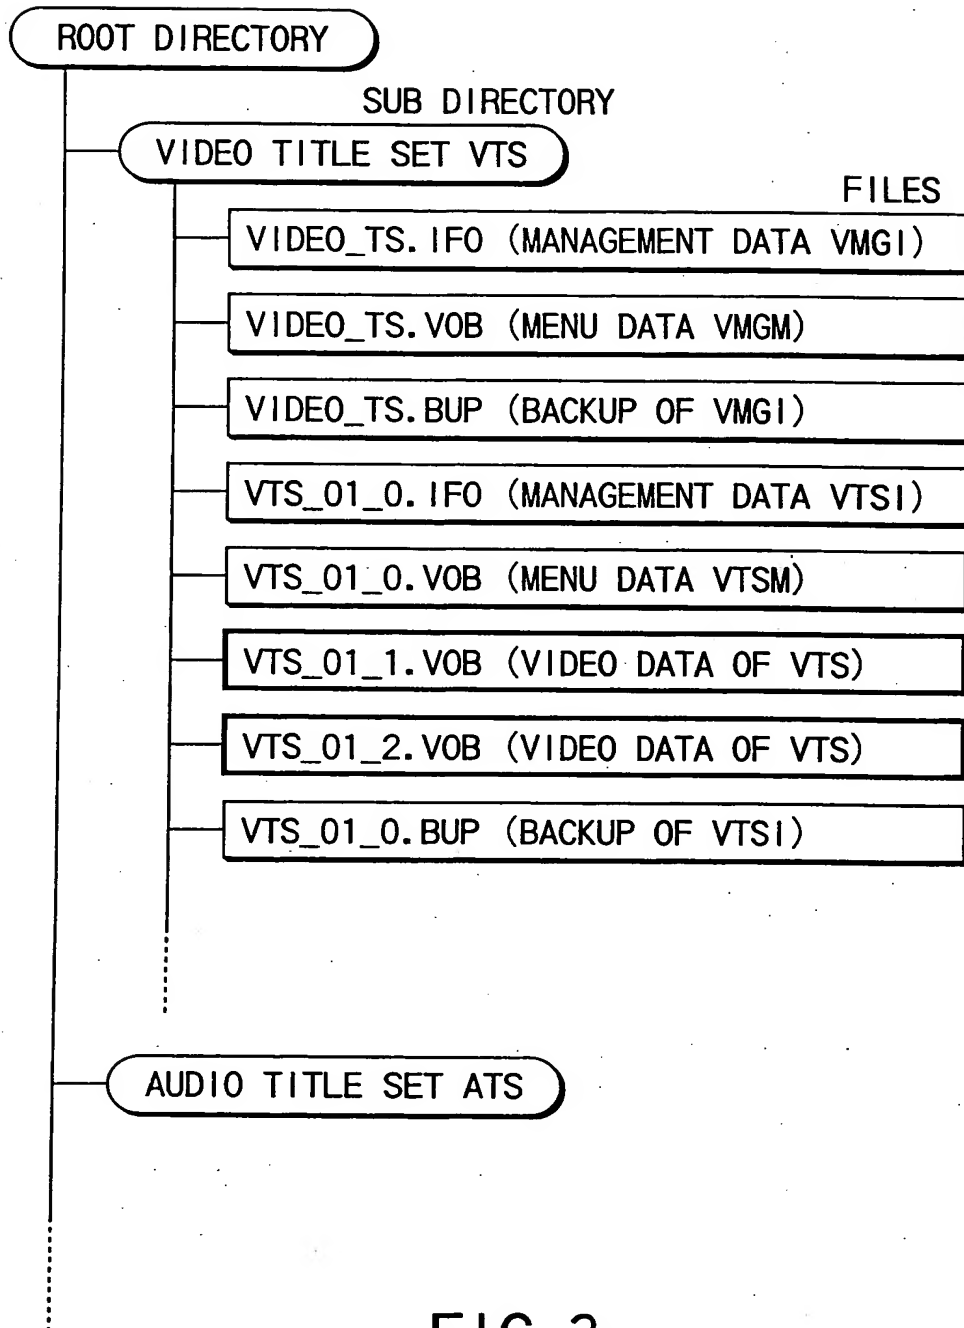 ROOT DIRECTORY
SUB DIRECTORY
VIDEO TITLE SET VTS
FILES
VIDEO_TS.IFO (MANAGEMENT DATA VMGI)
VIDEO_TS.VOB (MENU DATA VMGM)
VIDEO_TS.BUP (BACKUP OF VMGI)
VTS_01_0.IFO (MANAGEMENT DATA VTSI)
VTS_01_0.VOB (MENU DATA VTSM)
VTS_01_1.VOB (VIDEO DATA OF VTS)
VTS_01_2.VOB (VIDEO DATA OF VTS)
VTS_01_0.BUP (BACKUP OF VTSI)
AUDIO TITLE SET ATS